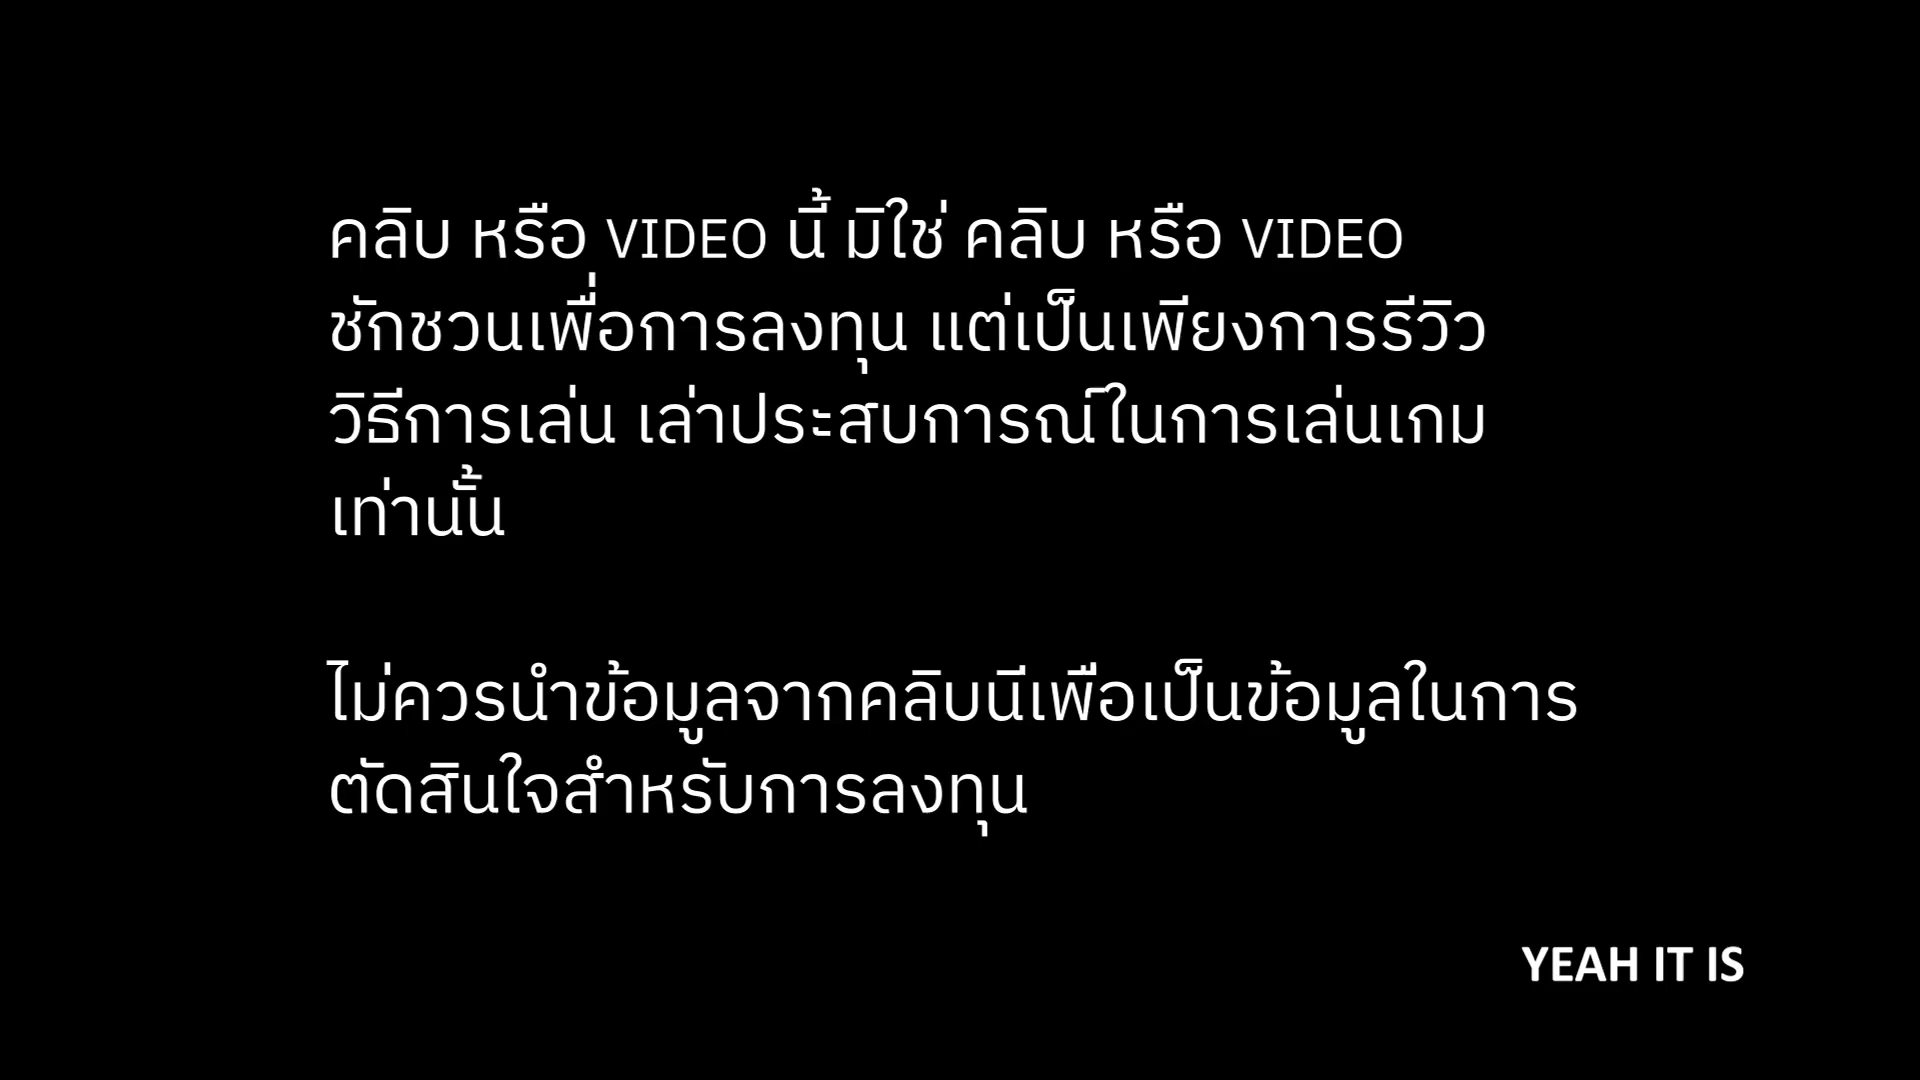 คลิบ หรือ VIDEO นี้ มิใช่ คลิบ หรือ VIDEO
ชักชวนเพื่อการลงทุน แต่เป็นเพียงการรีวิว
วิธีการเล่น เล่าประสบการณ์ในการเล่นเกม
เท่านั้น
ไม่ควรนำข้อมูลจากคลิบนีเพือเป็นข้อมูลในการ
ตัดสินใจสำหรับการลงทุน
YEAH IT IS